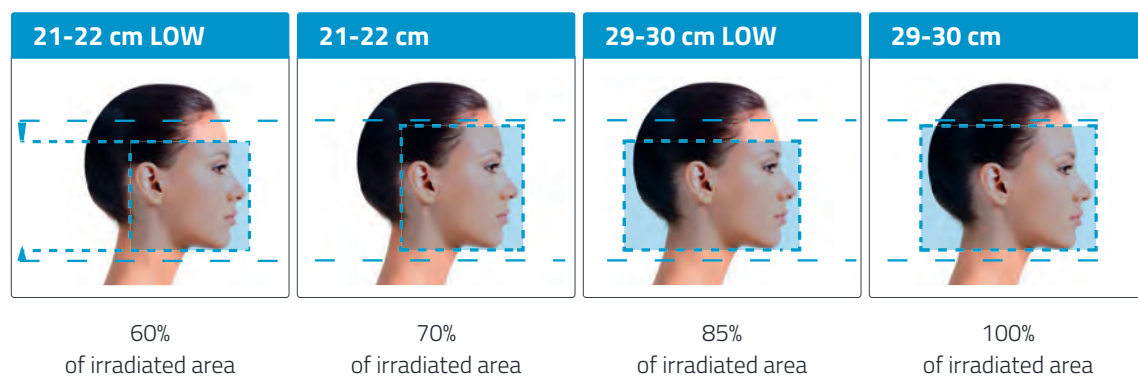 21-22 cm LOW
21-22 cm
29-30 cm LOW
29-30 cm
60%
of irradiated area
70%
of irradiated area
85%
of irradiated area
100%
of irradiated area